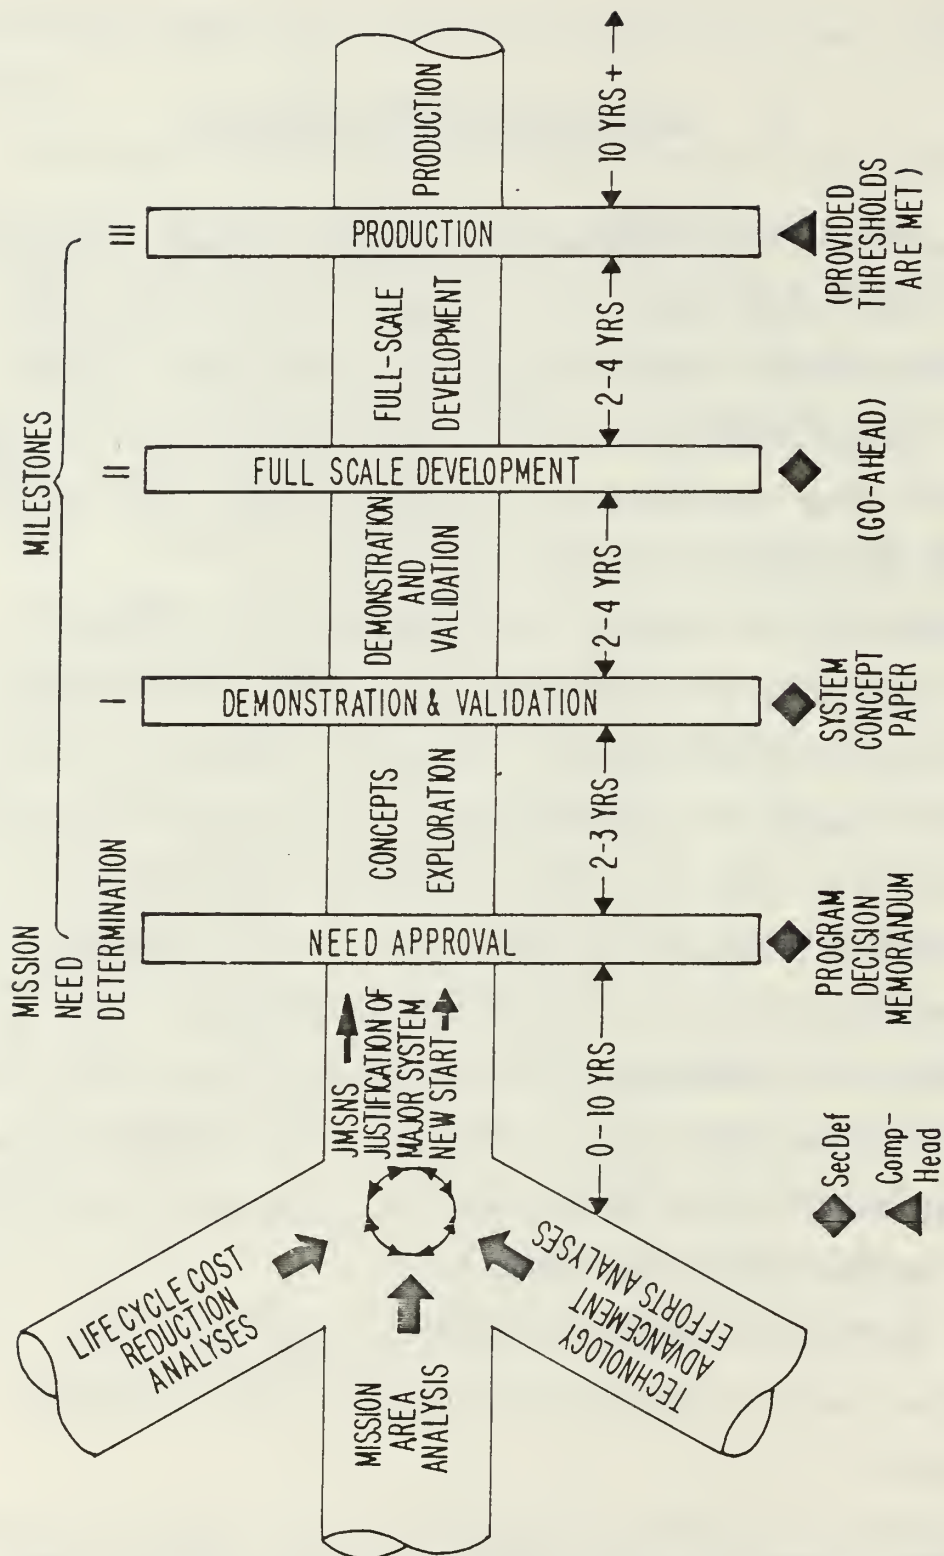 MISSION
NEED
DETERMINATION
MILESTONES
I
II
III
LIFE CYCLE COST
REDUCTION
ANALYSES
MISSION
AREA
ANALYSIS
TECHNOLOGY
ADVANCEMENT
EFFORTS ANALYSES
JMSNS
JUSTIFICATION OF
MAJOR SYSTEM
NEW START
NEED APPROVAL
CONCEPTS
EXPLORATION
DEMONSTRATION & VALIDATION
DEMONSTRATION
AND
VALIDATION
FULL SCALE DEVELOPMENT
FULL-SCALE
DEVELOPMENT
PRODUCTION
PRODUCTION
0-10 YRS
2-3 YRS
2-4 YRS
2-4 YRS
10 YRS +
SecDef
Comp-
Head
PROGRAM
DECISION
MEMORANDUM
SYSTEM
CONCEPT
PAPER
(GO-AHEAD)
(PROVIDED
THRESHOLDS
ARE MET)